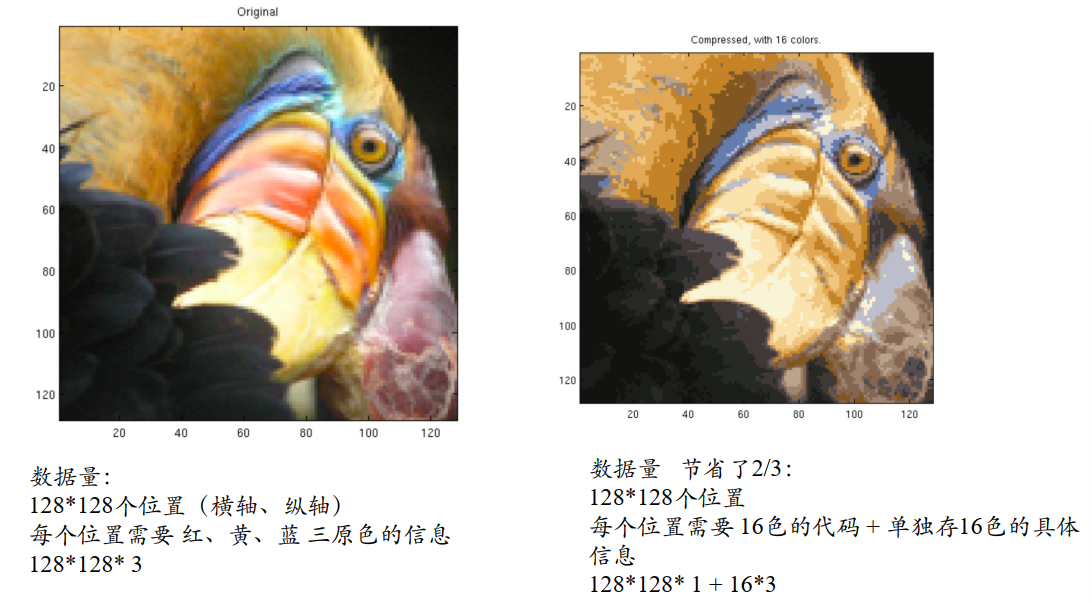 Original
20
40
60
80
100
120
20
40
60
80
100
120
数据量：
128*128个位置（横轴、纵轴）
每个位置需要 红、黄、蓝 三原色的信息
128*128* 3
Compressed, with 16 colors.
20
40
60
80
100
120
20
40
60
80
100
120
数据量 节省了2/3：
128*128个位置
每个位置需要 16色的代码 + 单独存16色的具体
信息
128*128* 1 + 16*3